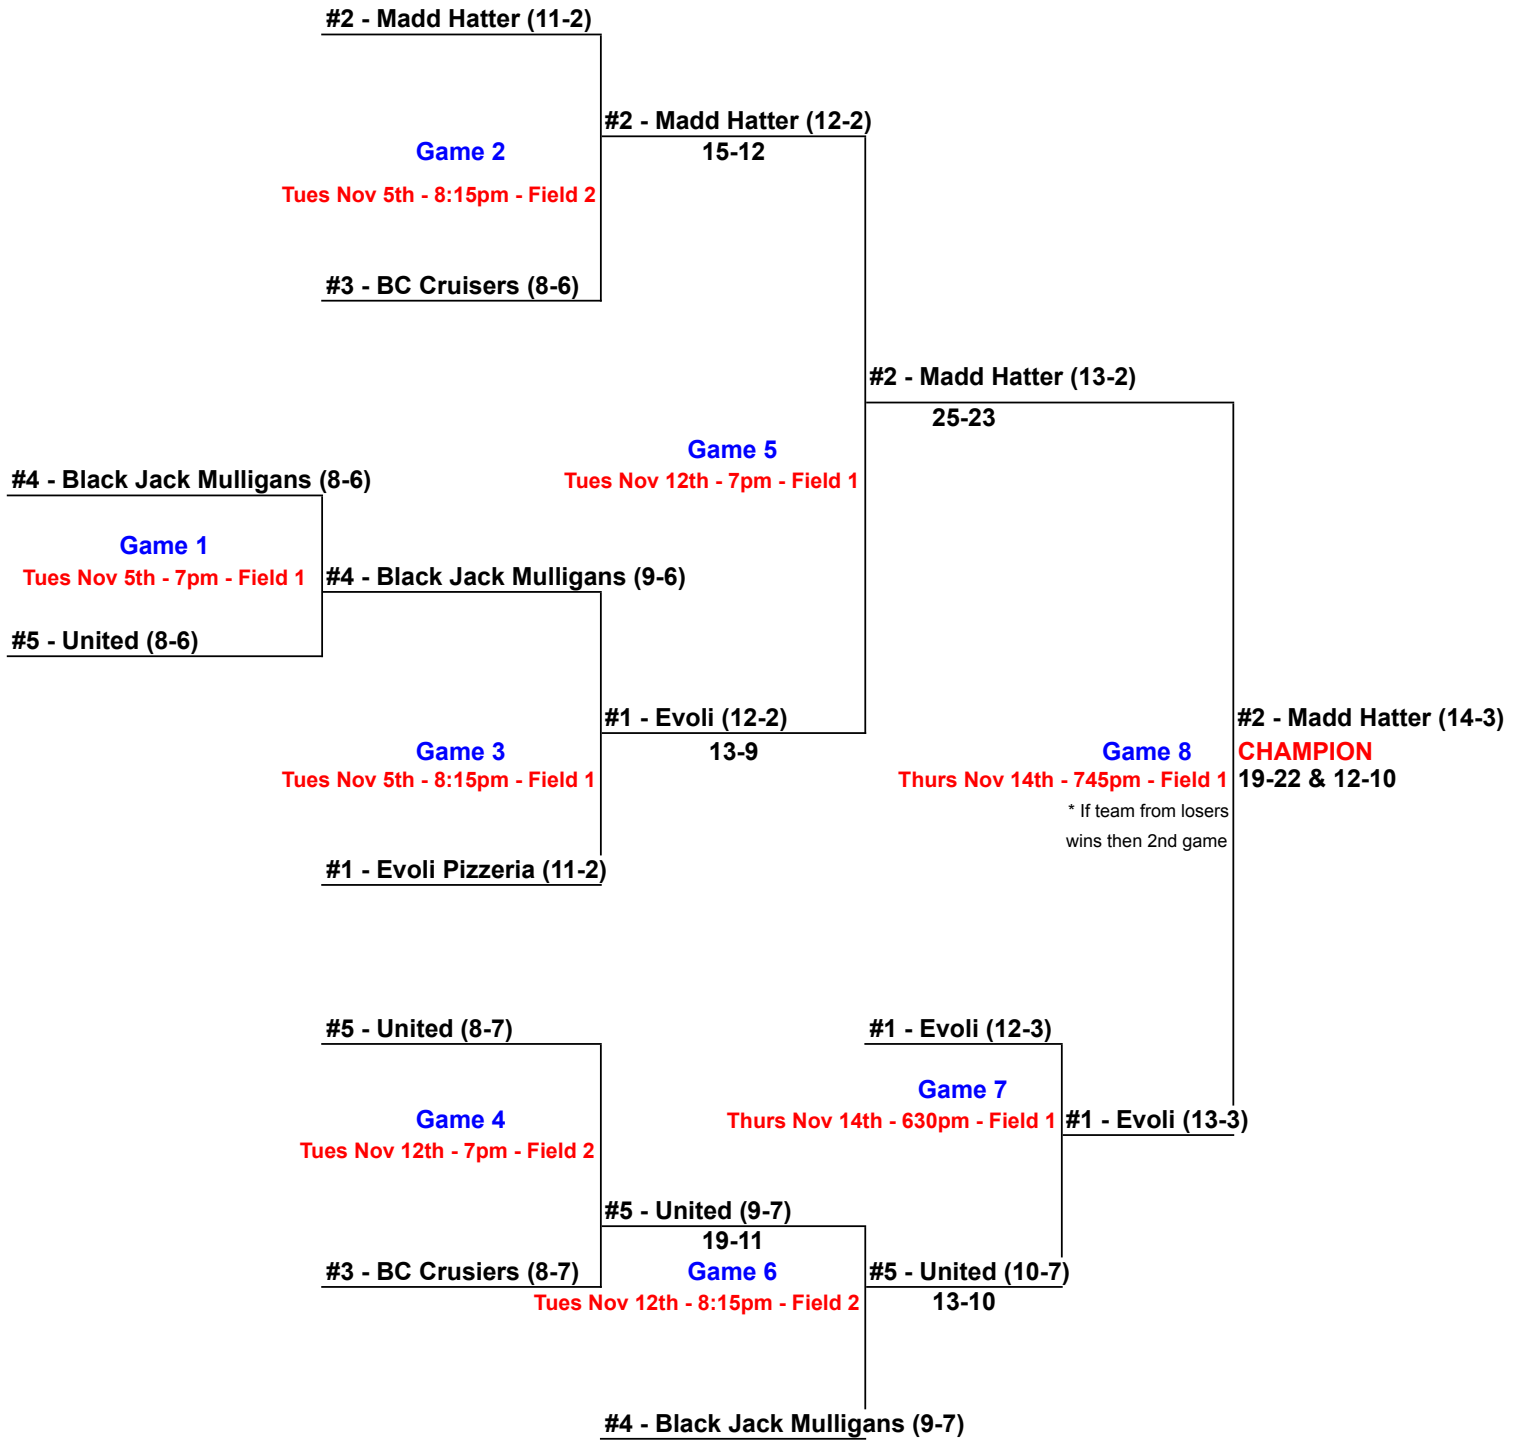 #2 - Madd Hatter (11-2)
#2 - Madd Hatter (12-2)
Game 2
15-12
Tues Nov 5th - 8:15pm - Field 2
#3 - BC Cruisers (8-6)
#2 - Madd Hatter (13-2)
25-23
Game 5
Tues Nov 12th - 7pm - Field 1
#4 - Black Jack Mulligans (8-6)
Game 1
Tues Nov 5th - 7pm - Field 1
#4 - Black Jack Mulligans (9-6)
#5 - United (8-6)
#1 - Evoli (12-2)
13-9
Game 3
Tues Nov 5th - 8:15pm - Field 1
#1 - Evoli Pizzeria (11-2)
#2 - Madd Hatter (14-3)
Game 8
CHAMPION
Thurs Nov 14th - 745pm - Field 1
19-22 & 12-10
* If team from losers
wins then 2nd game
#5 - United (8-7)
#1 - Evoli (12-3)
Game 7
Game 4
Thurs Nov 14th - 630pm - Field 1
#1 - Evoli (13-3)
Tues Nov 12th - 7pm - Field 2
#5 - United (9-7)
19-11
#3 - BC Crusiers (8-7)
Game 6
#5 - United (10-7)
Tues Nov 12th - 8:15pm - Field 2
13-10
#4 - Black Jack Mulligans (9-7)